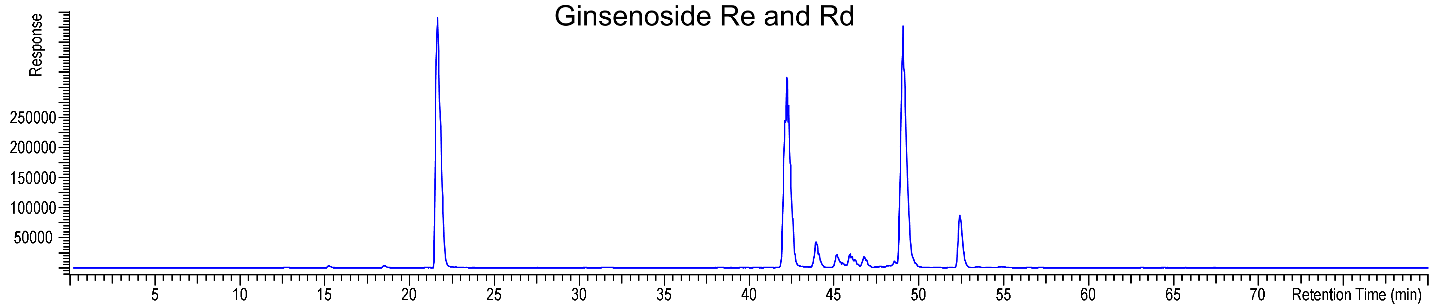 Ginsenoside Re and Rd
Response
250000
200000
150000
100000
50000
5 10 15 20 25 30 35 40 45 50 55 60 65 70 Retention Time (min)